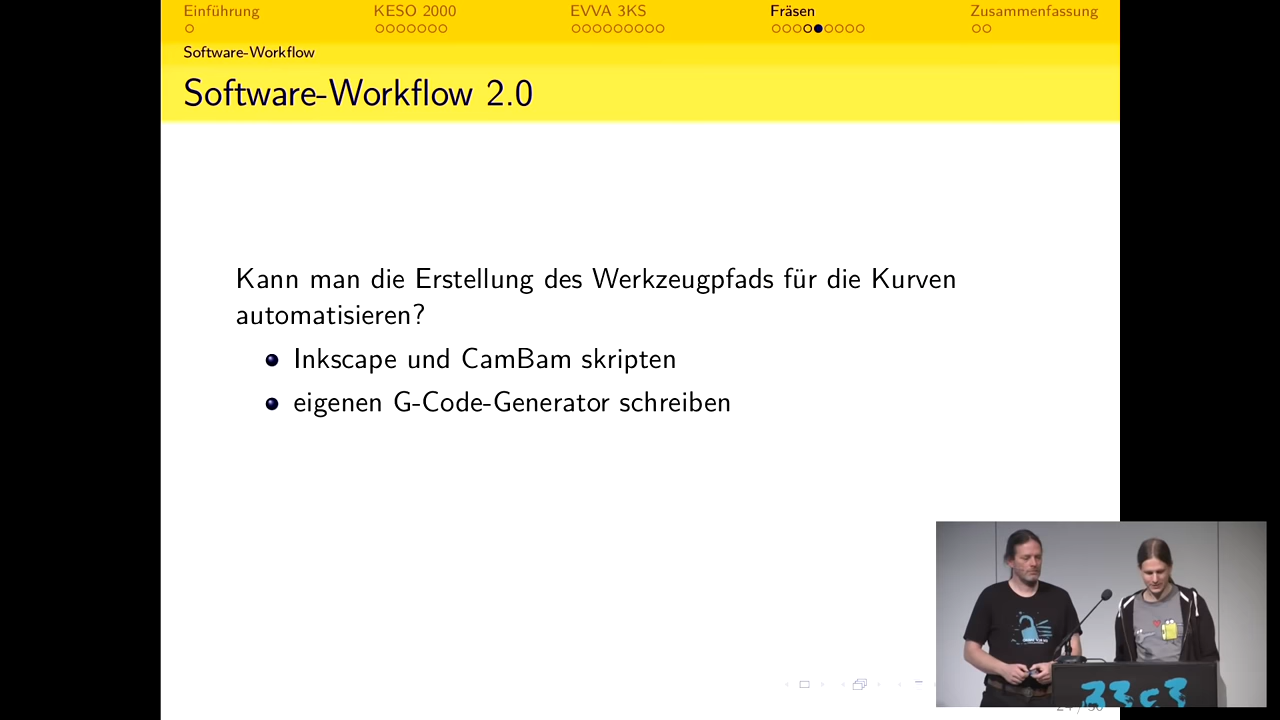 Einführung KESO 2000 EVVA 3KS Fräsen Zusammenfassung
Software-Workflow
Software-Workflow 2.0
Kann man die Erstellung des Werkzeugpfads für die Kurven
automatisieren?
Inkscape und CamBam skripten
eigenen G-Code-Generator schreiben
33c3